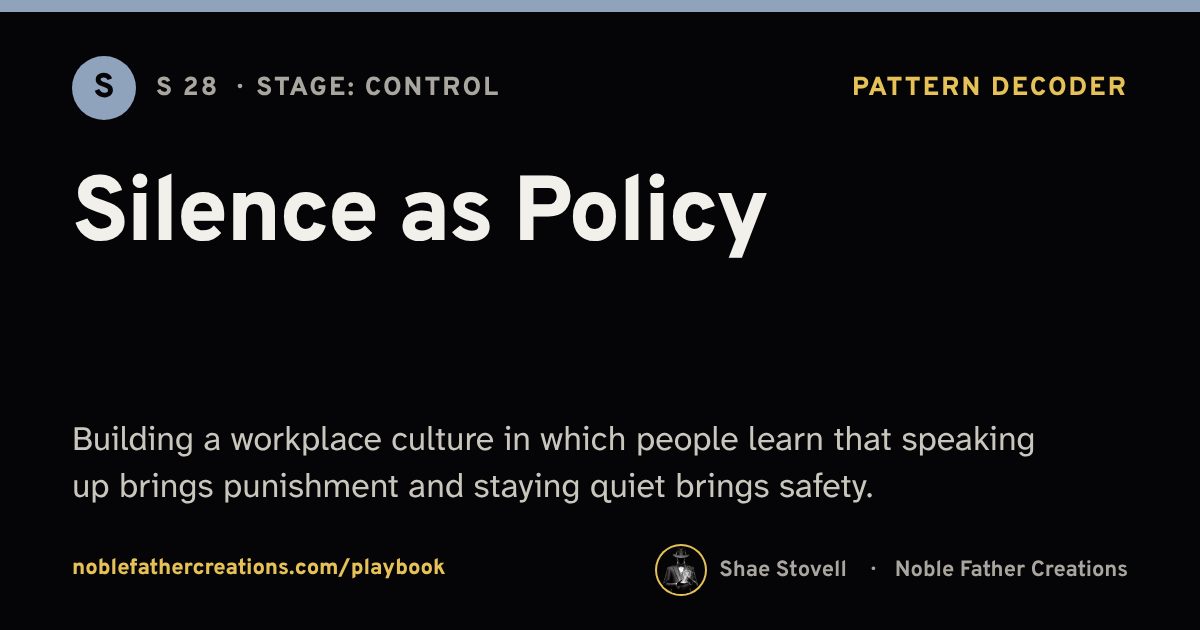 S
S 28 · STAGE: CONTROL
PATTERN DECODER
Silence as Policy
Building a workplace culture in which people learn that speaking
up brings punishment and staying quiet brings safety.
noblefathercreations.com/playbook
Shae Stovell · Noble Father Creations